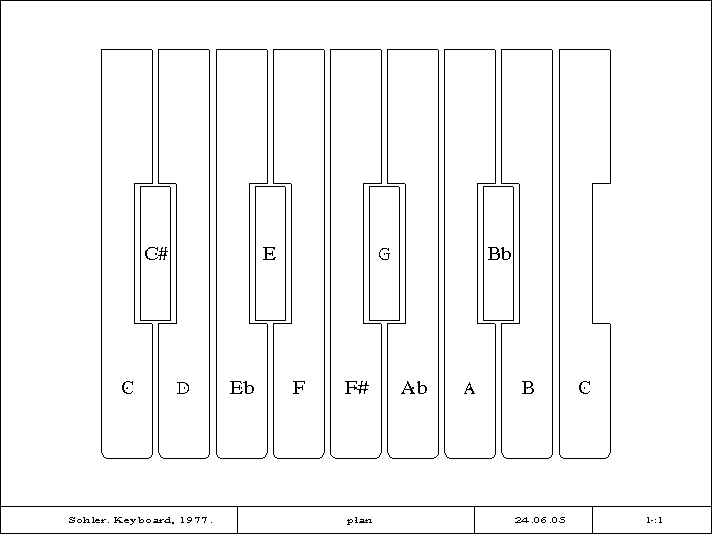 C# E G Bb
C D Eb F F# Ab A B C
Sohler. Keyboard, 1977. plan 24.06.05 1-:1